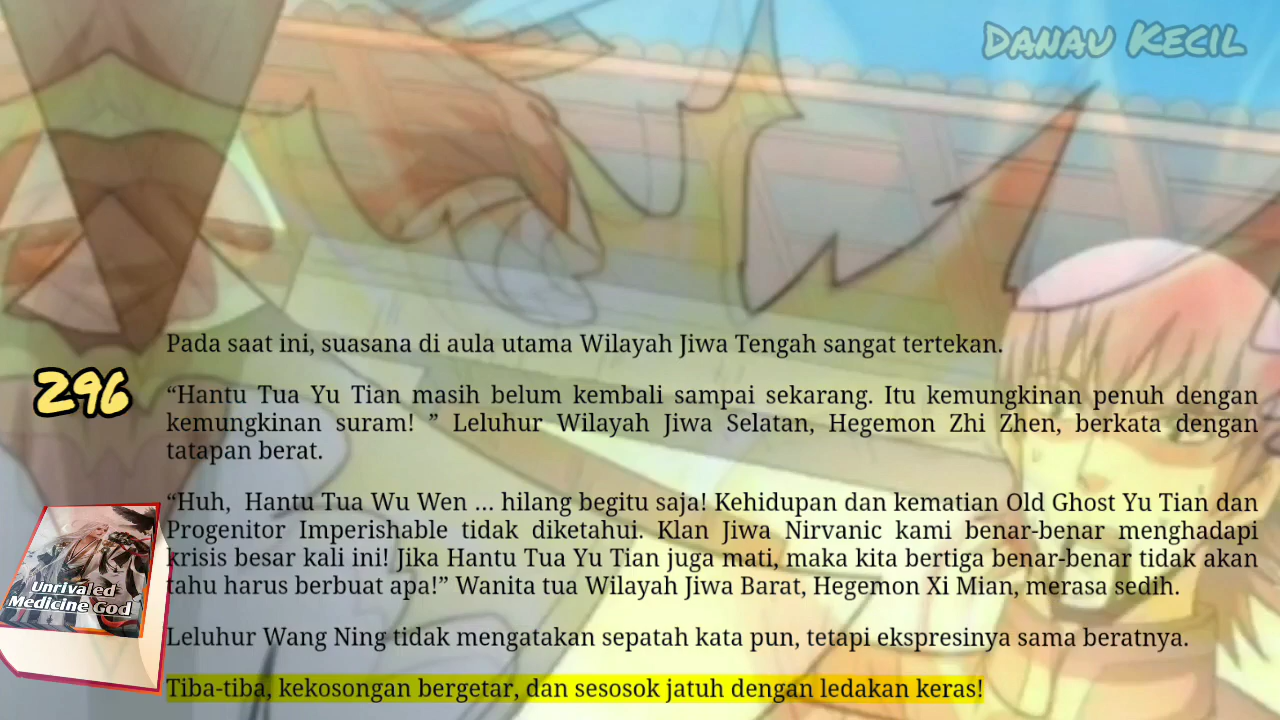 Danau Kecil
Pada saat ini, suasana di aula utama Wilayah Jiwa Tengah sangat tertekan.
296
“Hantu Tua Yu Tian masih belum kembali sampai sekarang. Itu kemungkinan penuh dengan
kemungkinan suram! ” Leluhur Wilayah Jiwa Selatan, Hegemon Zhi Zhen, berkata dengan
tatapan berat.
“Huh,  Hantu Tua Wu Wen ... hilang begitu saja! Kehidupan dan kematian Old Ghost Yu Tian dan
Progenitor Imperishable tidak diketahui. Klan Jiwa Nirvanic kami benar-benar menghadapi
krisis besar kali ini! Jika Hantu Tua Yu Tian juga mati, maka kita bertiga benar-benar tidak akan
tahu harus berbuat apa!” Wanita tua Wilayah Jiwa Barat, Hegemon Xi Mian, merasa sedih.
Unrivaled
Medicine God
Leluhur Wang Ning tidak mengatakan sepatah kata pun, tetapi ekspresinya sama beratnya.
Tiba-tiba, kekosongan bergetar, dan sesosok jatuh dengan ledakan keras!